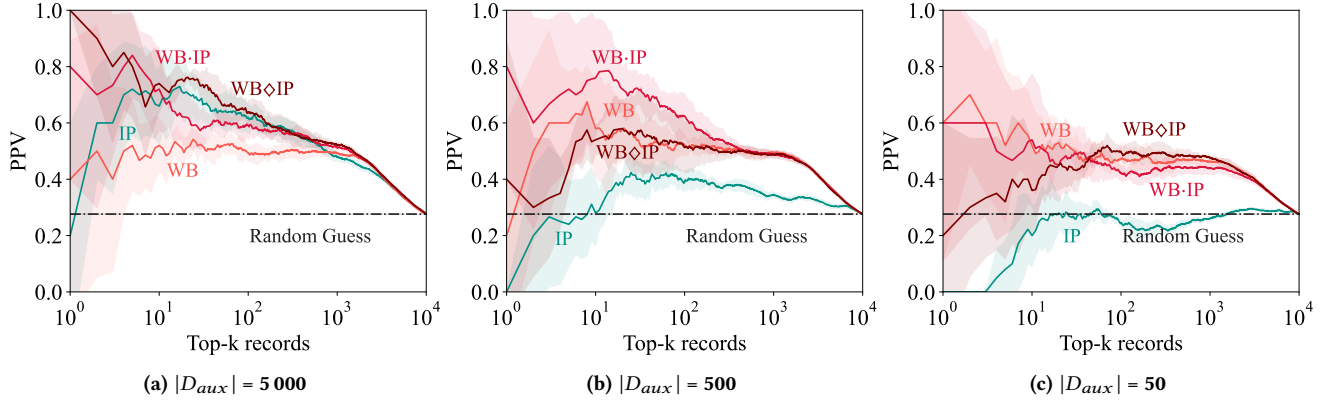 PPV
1.0
0.8
0.6
0.4
0.2
0.0
WB·IP
WB◇IP
IP
WB
Random Guess
10^0
10^1
10^2
10^3
10^4
Top-k records
(a) |D_aux| = 5 000
PPV
1.0
0.8
0.6
0.4
0.2
0.0
WB·IP
WB
WB◇IP
IP
Random Guess
10^0
10^1
10^2
10^3
10^4
Top-k records
(b) |D_aux| = 500
PPV
1.0
0.8
0.6
0.4
0.2
0.0
WB
WB◇IP
WB·IP
IP
Random Guess
10^0
10^1
10^2
10^3
10^4
Top-k records
(c) |D_aux| = 50